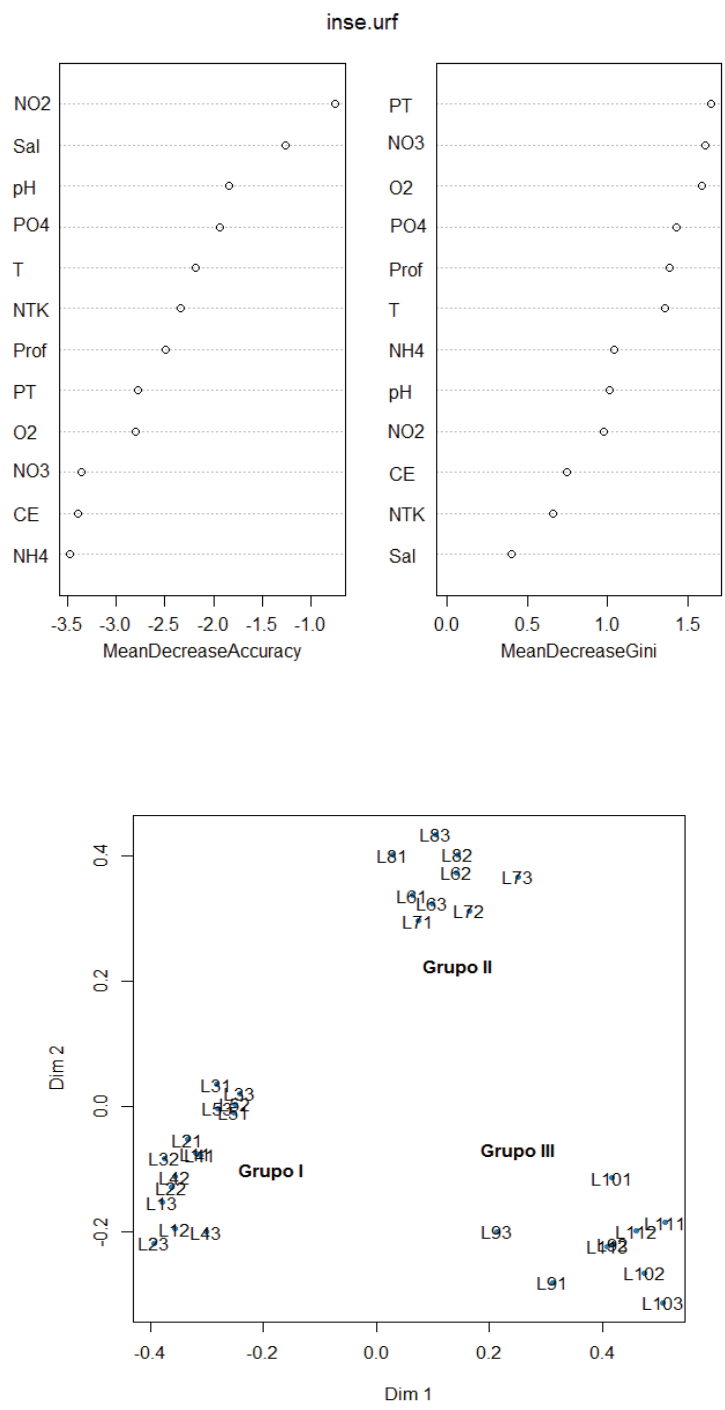 inse.urf
NO2
Sal
pH
PO4
T
NTK
Prof
PT
O2
NO3
CE
NH4
-3.5 -3.0 -2.5 -2.0 -1.5 -1.0
MeanDecreaseAccuracy
PT
NO3
O2
PO4
Prof
T
NH4
pH
NO2
CE
NTK
Sal
0.0 0.5 1.0 1.5
MeanDecreaseGini
L83
L81
L82
L62
L73
L61
L63
L72
L71
Grupo II
0.4
0.2
0.0
-0.2
Dim 2
L31
L33
L53
L52
L51
L21
L32
L41
L42
L22
L13
L12
L43
L23
Grupo I
Grupo III
L101
L111
L112
L93
L92
L113
L102
L91
L103
-0.4 -0.2 0.0 0.2 0.4
Dim 1